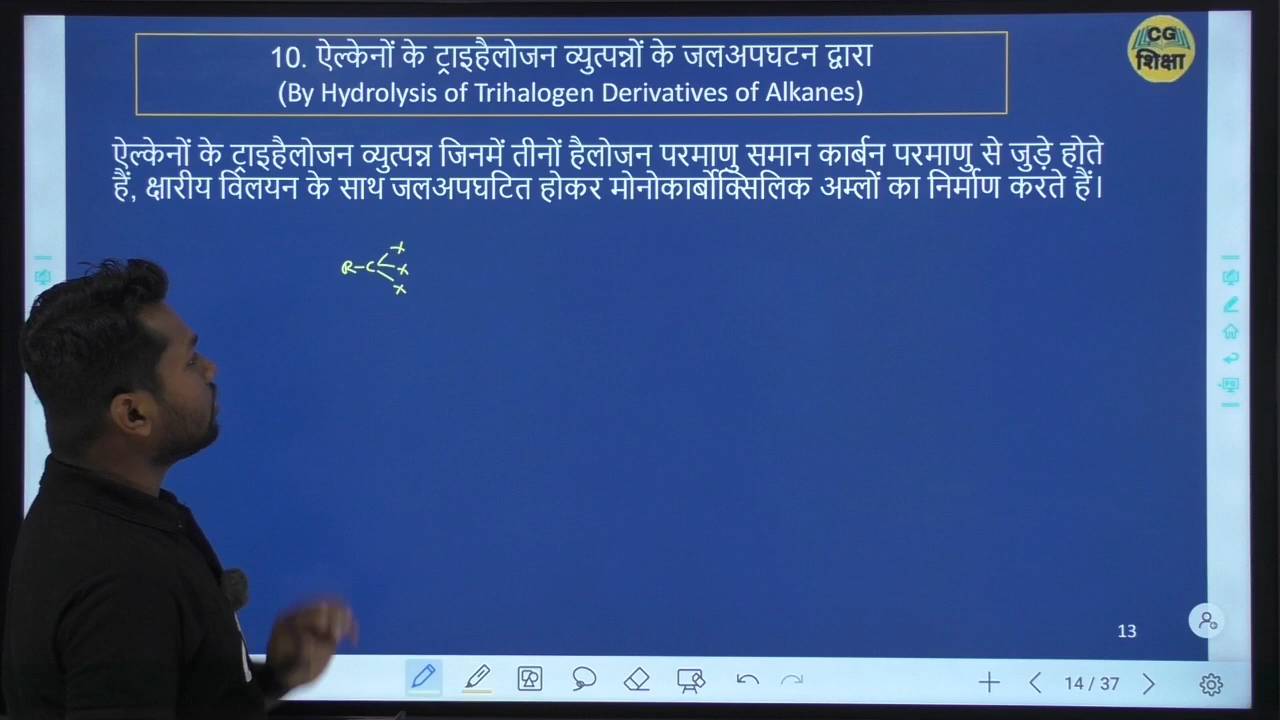 10. ऐल्केनों के ट्राइहैलोजन व्युत्पन्नों के जलअपघटन द्वारा
(By Hydrolysis of Trihalogen Derivatives of Alkanes)
CG
शिक्षा
ऐल्केनों के ट्राइहैलोजन व्युत्पन्न जिनमें तीनों हैलोजन परमाणु समान कार्बन परमाणु से जुड़े होते
हैं, क्षारीय विलयन के साथ जलअपघटित होकर मोनोकार्बोक्सिलिक अम्लों का निर्माण करते हैं।
X
R-C X
X
13
14 / 37